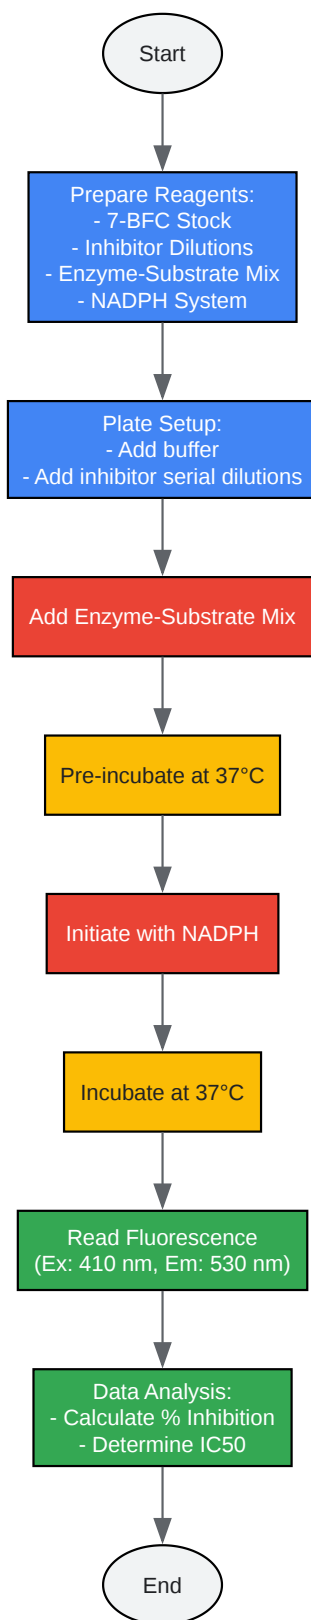 Start
Prepare Reagents:
- 7-BFC Stock
- Inhibitor Dilutions
- Enzyme-Substrate Mix
- NADPH System
Plate Setup:
- Add buffer
- Add inhibitor serial dilutions
Add Enzyme-Substrate Mix
Pre-incubate at 37°C
Initiate with NADPH
Incubate at 37°C
Read Fluorescence
(Ex: 410 nm, Em: 530 nm)
Data Analysis:
- Calculate % Inhibition
- Determine IC50
End